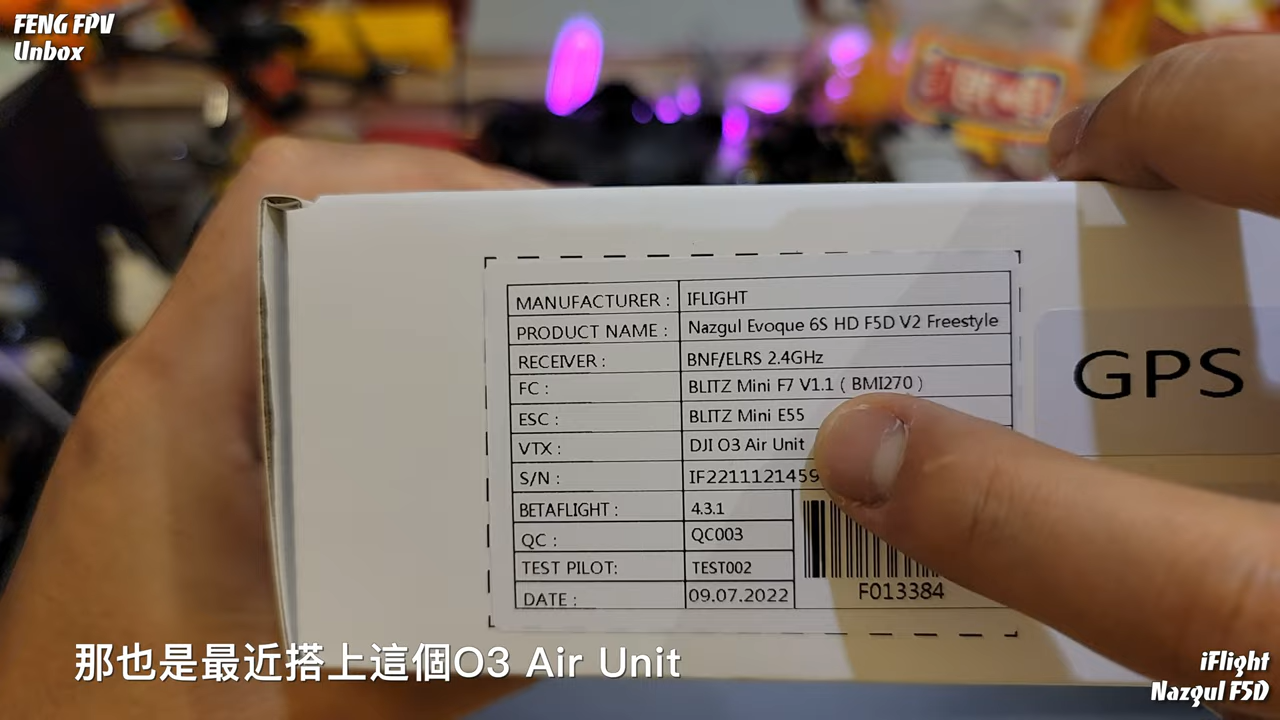 FENG FPV
Unbox
MANUFACTURER : IFLIGHT
PRODUCT NAME : Nazgul Evoque 6S HD F5D V2 Freestyle
RECEIVER : BNF/ELRS 2.4GHz
FC : BLITZ Mini F7 V1.1 ( BMI270 )
ESC : BLITZ Mini E55
VTX : DJI O3 Air Unit
S/N : IF2211121459
BETAFLIGHT : 4.3.1
QC : QC003
TEST PILOT: TEST002
DATE : 09.07.2022
F013384
GPS
那也是最近搭上這個O3 Air Unit
iFlight
Nazgul F5D